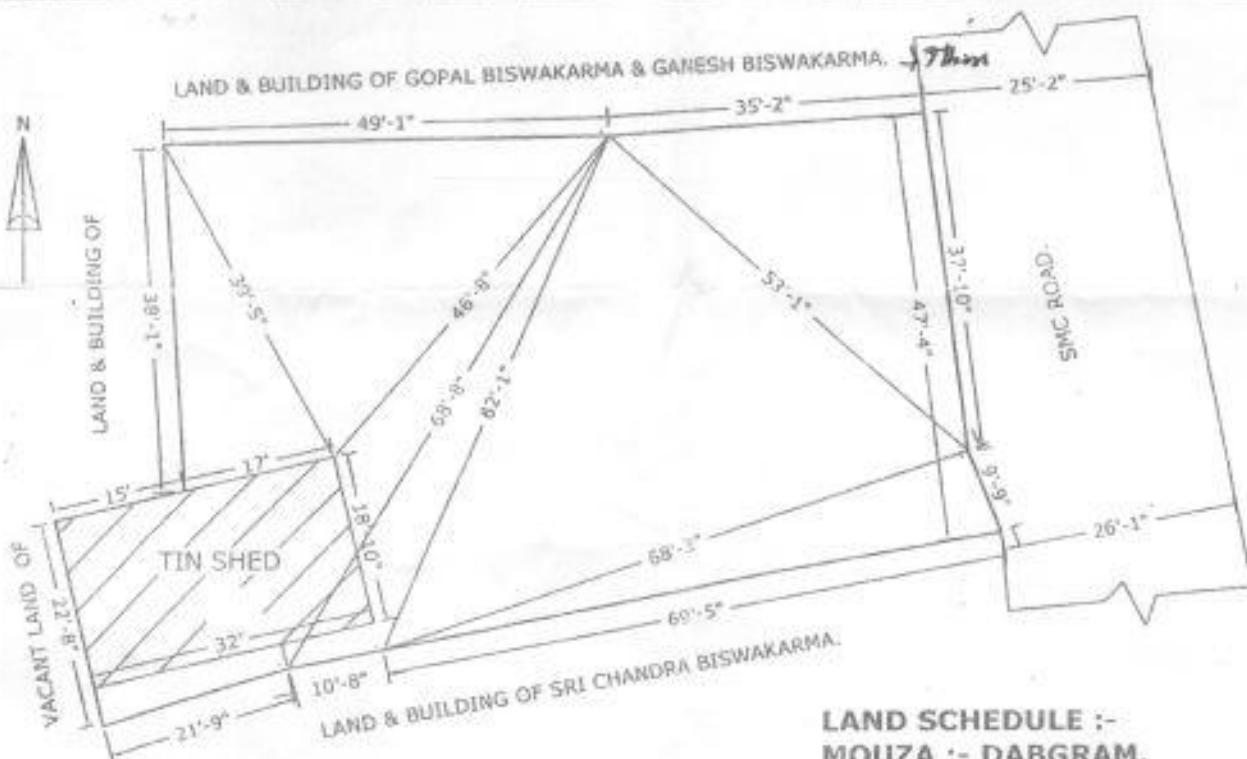 LAND & BUILDING OF GOPAL BISWAKARMA & GANESH BISWAKARMA.
25'-2"
35'-2"
49'-1"
N
LAND & BUILDING OF
38'-1"
46'-8"
53'-1"
37'-10"
47'-4"
SMC ROAD.
68'-8"
62'-1"
17'
15'
18'-10"
9'-9"
TIN SHED
26'-1"
68'-3"
VACANT LAND OF
22'-8"
32'
69'-5"
10'-8"
21'-9"
LAND & BUILDING OF SRI CHANDRA BISWAKARMA.
LAND SCHEDULE :-
MOUZA :- DABGRAM.